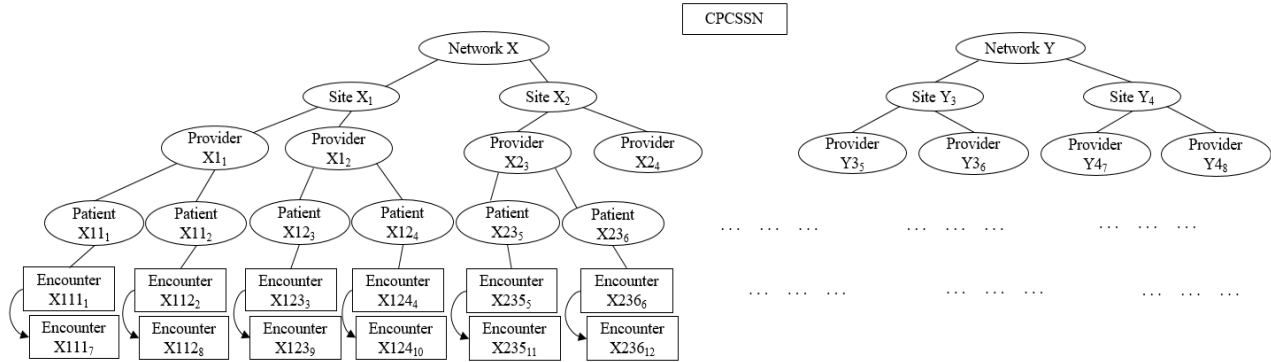 CPCSSN
Network X
Network Y
Site X₁
Site X₂
Site Y₃
Site Y₄
Provider
X1₁
Provider
X1₂
Provider
X2₃
Provider
X2₄
Provider
Y3₅
Provider
Y3₆
Provider
Y4₇
Provider
Y4₈
Patient
X11₁
Patient
X11₂
Patient
X12₃
Patient
X12₄
Patient
X23₅
Patient
X23₆
... ... ...
... ... ...
... ... ...
Encounter
X111₁
Encounter
X112₂
Encounter
X123₃
Encounter
X124₄
Encounter
X235₅
Encounter
X236₆
... ... ...
... ... ...
... ... ...
Encounter
X111₇
Encounter
X112₈
Encounter
X123₉
Encounter
X124₁₀
Encounter
X235₁₁
Encounter
X236₁₂